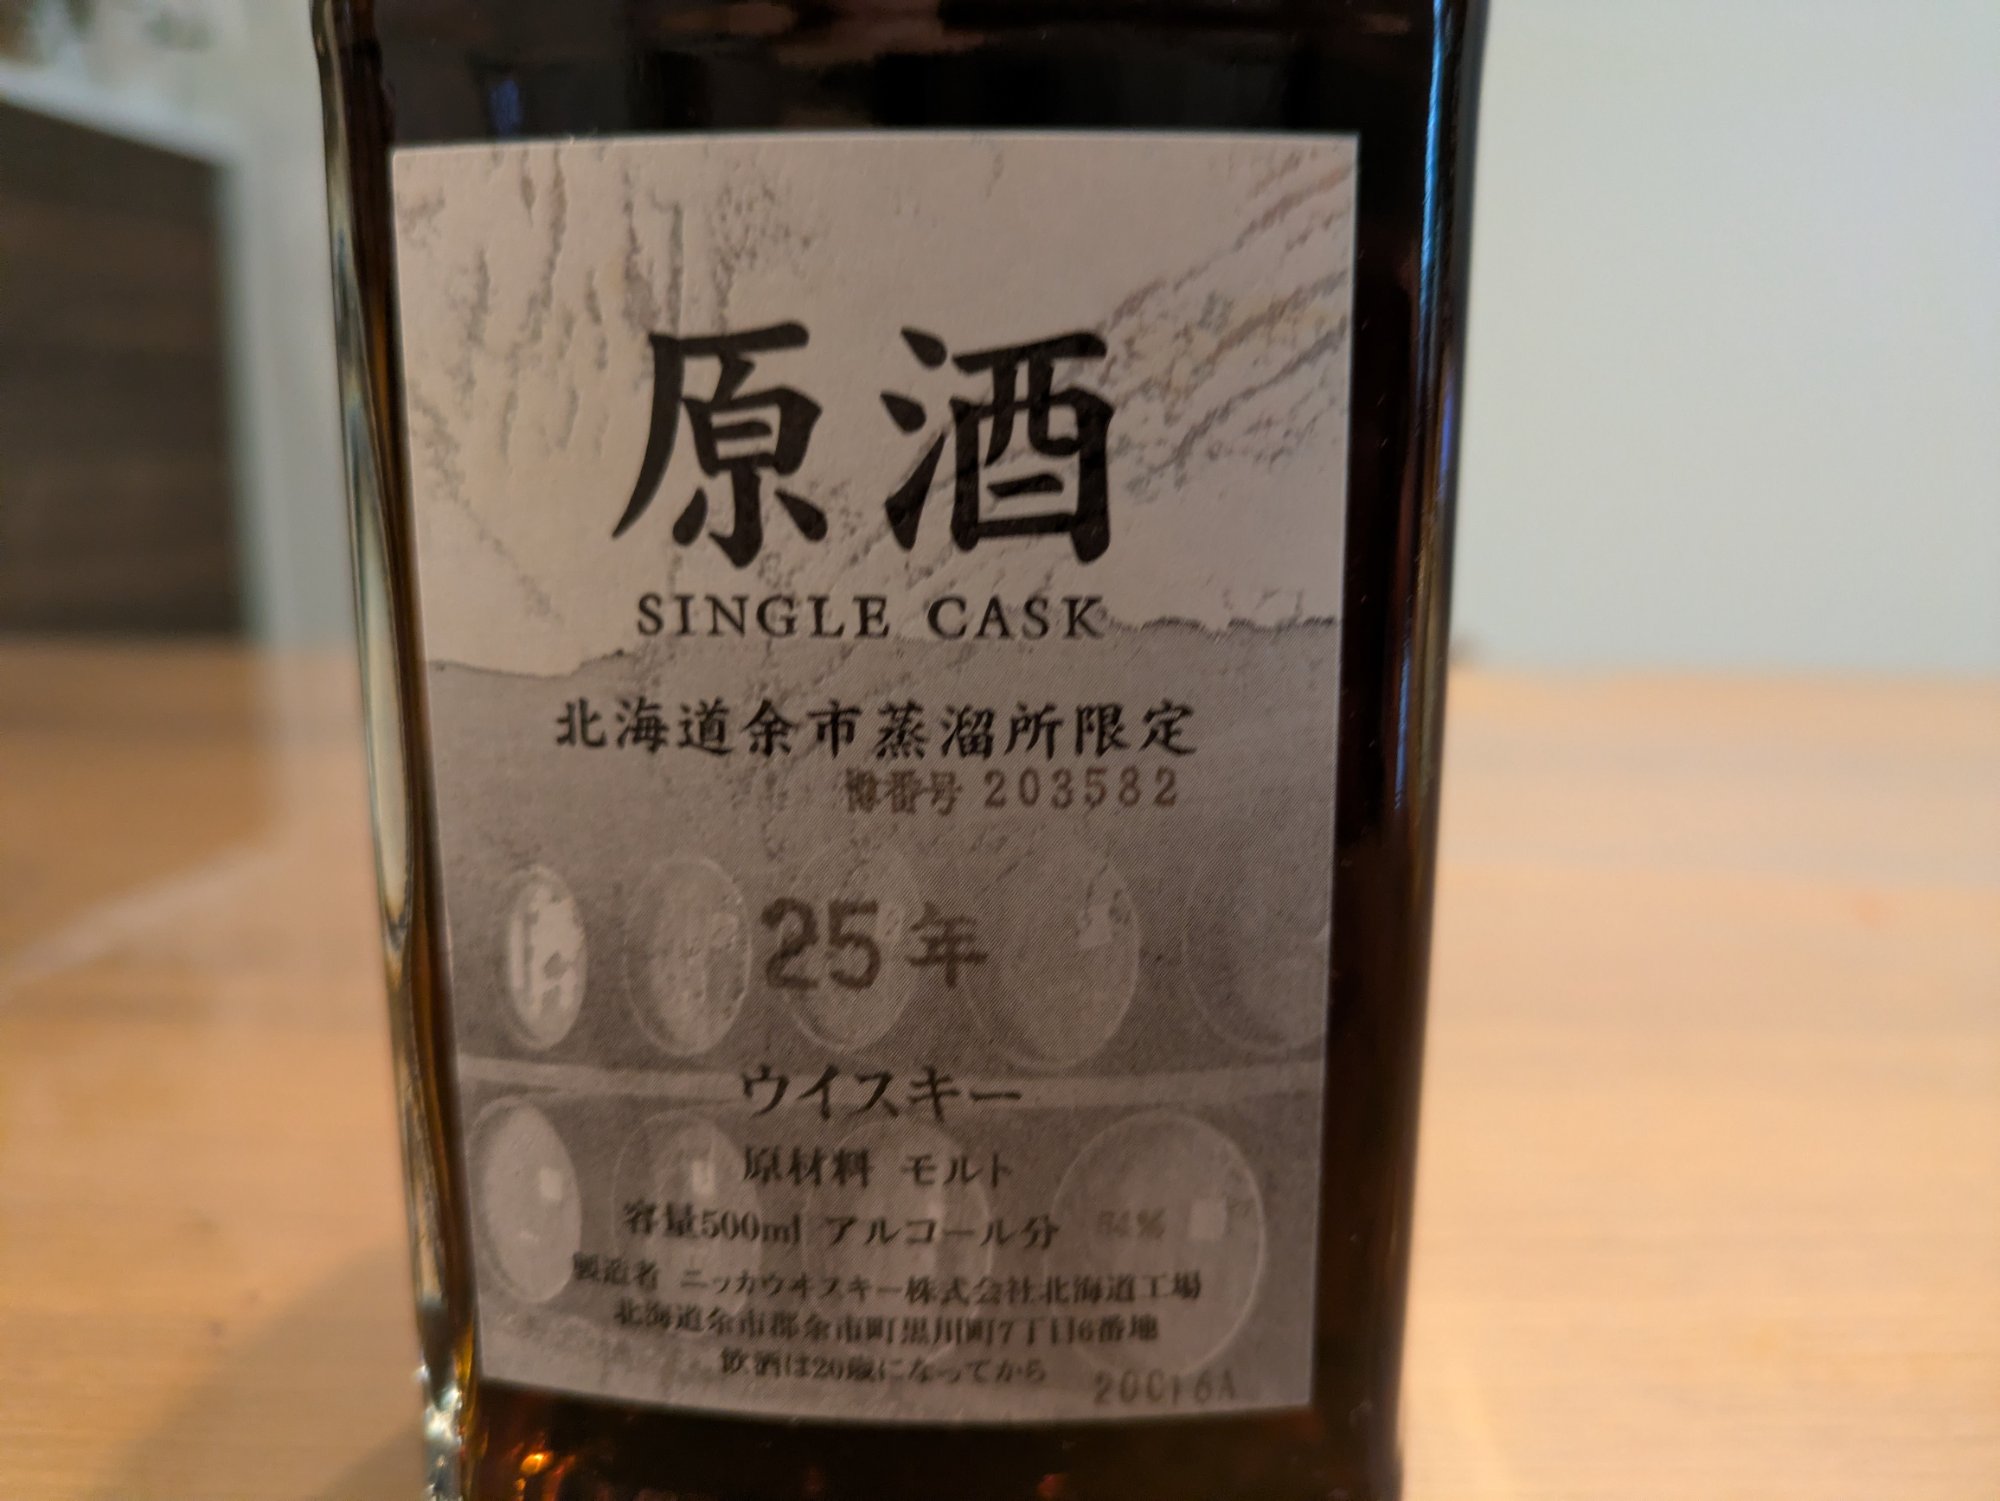 原酒
SINGLE CASK
北海道余市蒸溜所限定
樽番号 203582
25年
ウイスキー
原材料 モルト
容量500ml アルコール分
製造者 ニッカウヰスキー株式会社北海道工場
北海道余市郡余市町黒川町7丁目6番地
飲酒は20歳になってから